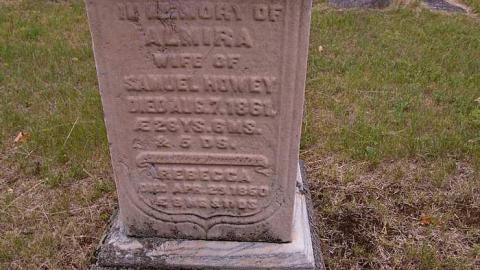 IN MEMORY OF
ALMIRA
WIFE OF
SAMUEL HOWEY
DIED AUG. 7. 1861.
Æ 28 YS. 6 MS.
& 5 DS.
REBECCA
DIED APR. 29. 1860